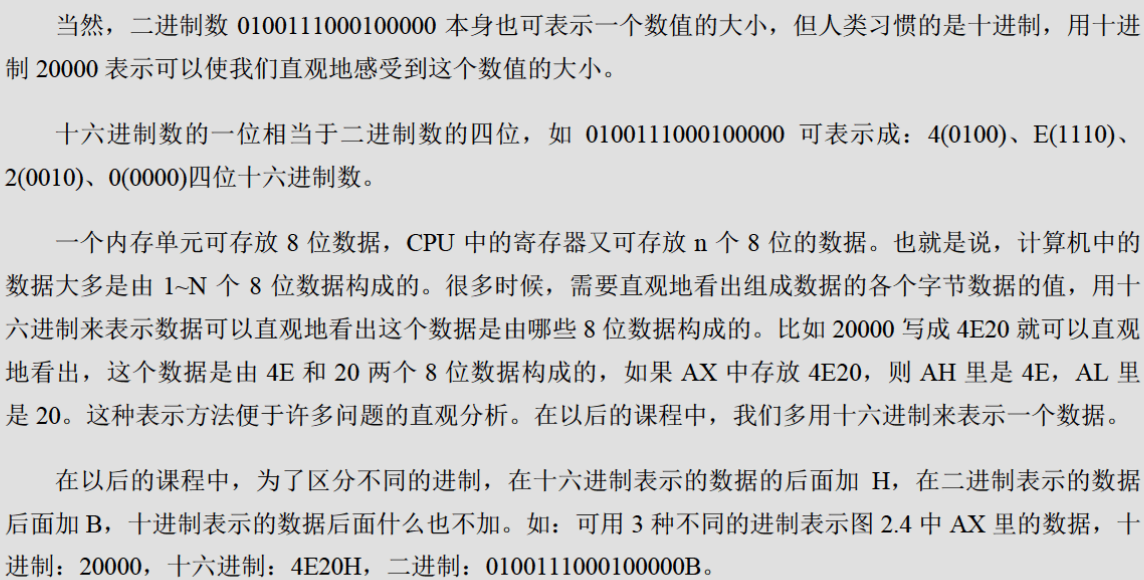 当然，二进制数 0100111000100000 本身也可表示一个数值的大小，但人类习惯的是十进制，用十进
制 20000 表示可以使我们直观地感受到这个数值的大小。
十六进制数的一位相当于二进制数的四位，如 0100111000100000 可表示成：4(0100)、E(1110)、
2(0010)、0(0000)四位十六进制数。
一个内存单元可存放 8 位数据，CPU 中的寄存器又可存放 n 个 8 位的数据。也就是说，计算机中的
数据大多是由 1~N 个 8 位数据构成的。很多时候，需要直观地看出组成数据的各个字节数据的值，用十
六进制来表示数据可以直观地看出这个数据是由哪些 8 位数据构成的。比如 20000 写成 4E20 就可以直观
地看出，这个数据是由 4E 和 20 两个 8 位数据构成的，如果 AX 中存放 4E20，则 AH 里是 4E，AL 里
是 20。这种表示方法便于许多问题的直观分析。在以后的课程中，我们多用十六进制来表示一个数据。
在以后的课程中，为了区分不同的进制，在十六进制表示的数据的后面加 H，在二进制表示的数据
后面加 B，十进制表示的数据后面什么也不加。如：可用 3 种不同的进制表示图 2.4 中 AX 里的数据，十
进制：20000，十六进制：4E20H，二进制：0100111000100000B。